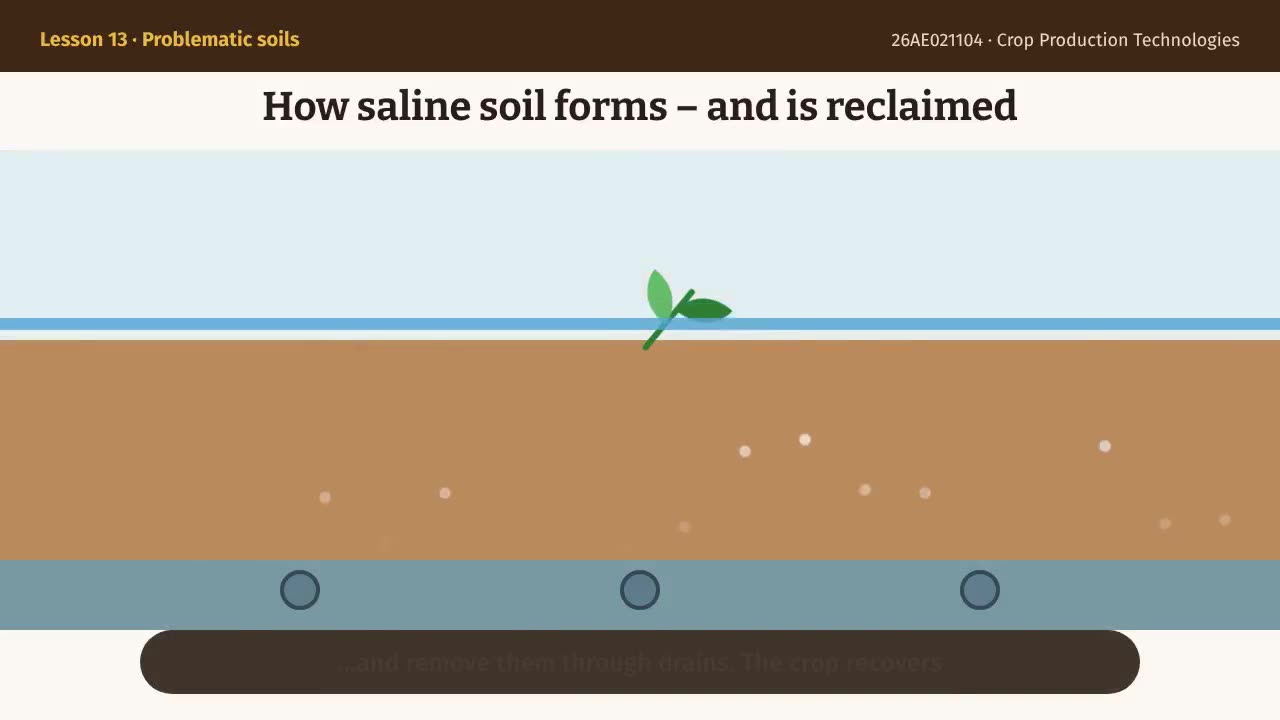 Lesson 13 · Problematic soils
26AE021104 · Crop Production Technologies
How saline soil forms – and is reclaimed
...and remove them through drains. The crop recovers